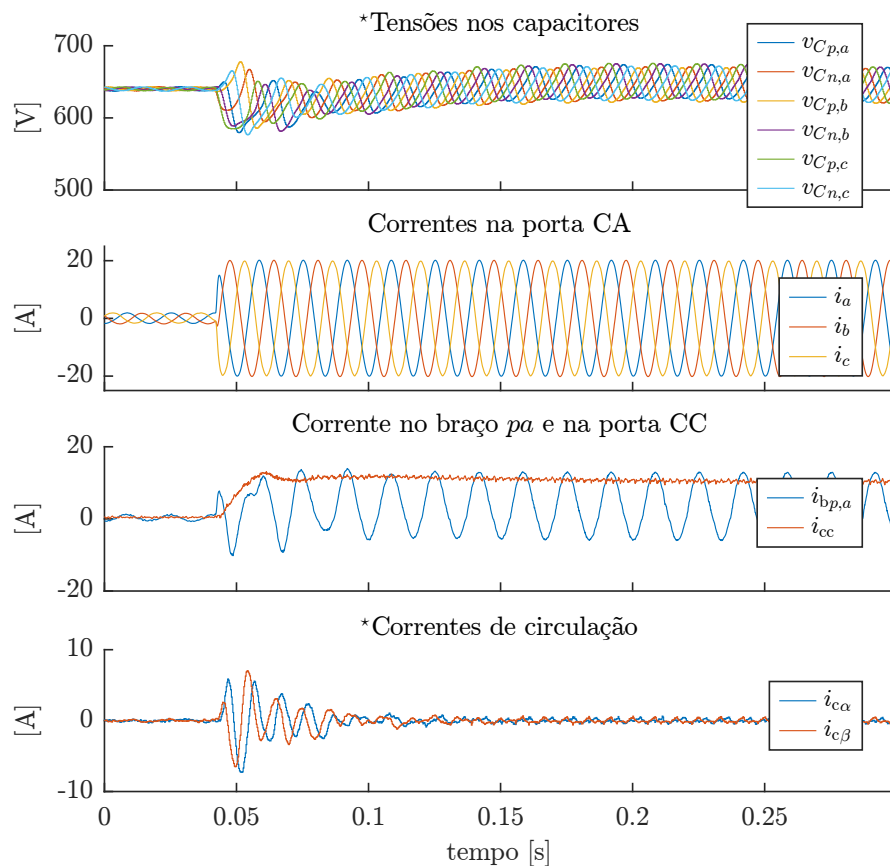 ⋆Tensões nos capacitores
700
600
500
[V]
v_{Cp,a}
v_{Cn,a}
v_{Cp,b}
v_{Cn,b}
v_{Cp,c}
v_{Cn,c}
Correntes na porta CA
20
0
-20
[A]
i_a
i_b
i_c
Corrente no braço pa e na porta CC
20
0
-20
[A]
i_{bp,a}
i_{cc}
⋆Correntes de circulação
10
0
-10
[A]
i_{cα}
i_{cβ}
0 0.05 0.1 0.15 0.2 0.25
tempo [s]